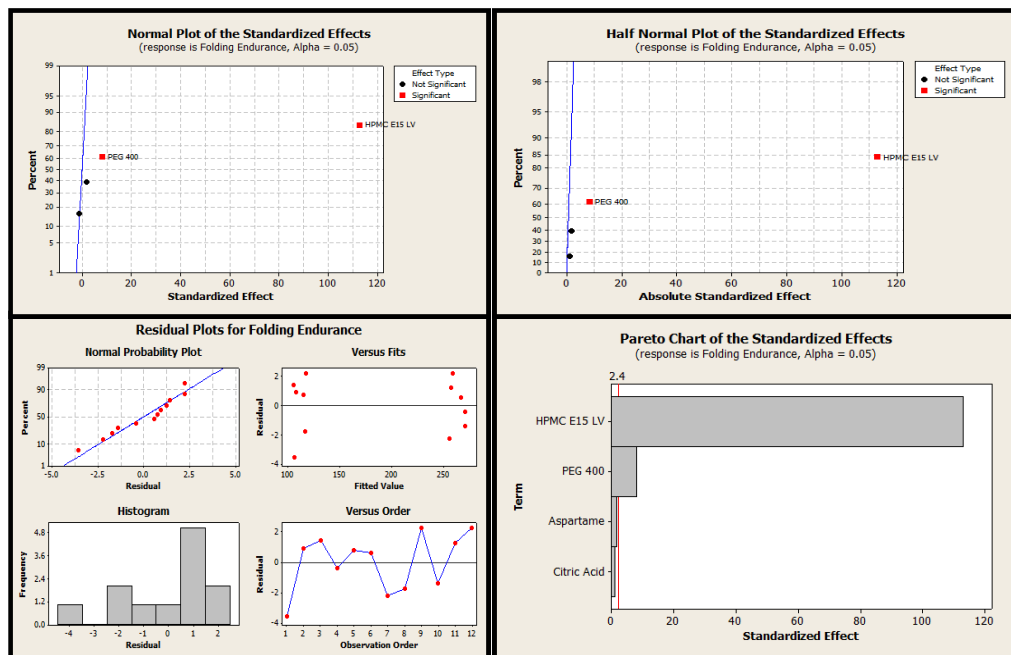 Normal Plot of the Standardized Effects
(response is Folding Endurance, Alpha = 0.05)
Effect Type
Not Significant
Significant
99
95
90
80
70
60
50
40
30
20
10
5
1
Percent
HPMC E15 LV
PEG 400
0 20 40 60 80 100 120
Standardized Effect
Half Normal Plot of the Standardized Effects
(response is Folding Endurance, Alpha = 0.05)
Effect Type
Not Significant
Significant
98
95
90
85
80
70
60
50
40
30
20
10
0
Percent
HPMC E15 LV
PEG 400
0 20 40 60 80 100 120
Absolute Standardized Effect
Residual Plots for Folding Endurance
Normal Probability Plot
99
90
50
10
1
Percent
-5.0 -2.5 0.0 2.5 5.0
Residual
Versus Fits
2
0
-2
-4
Residual
100 150 200 250
Fitted Value
Histogram
4.8
3.6
2.4
1.2
0.0
Frequency
-4 -3 -2 -1 0 1 2
Residual
Versus Order
2
0
-2
-4
Residual
1 2 3 4 5 6 7 8 9 10 11 12
Observation Order
Pareto Chart of the Standardized Effects
(response is Folding Endurance, Alpha = 0.05)
2.4
HPMC E15 LV
PEG 400
Aspartame
Citric Acid
Term
0 20 40 60 80 100 120
Standardized Effect